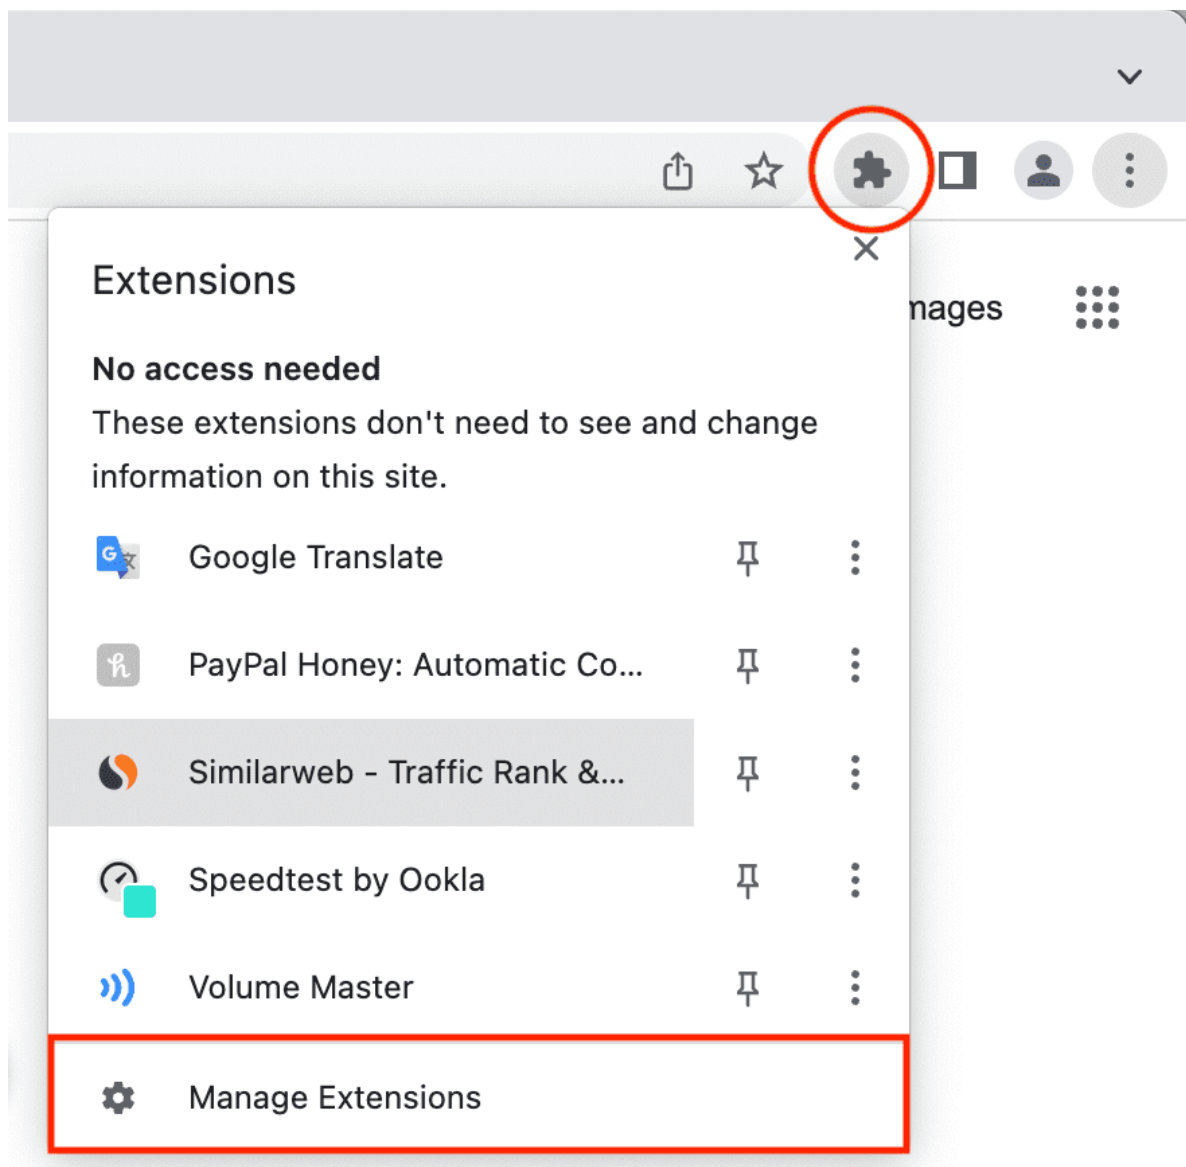 Extensions
mages
No access needed
These extensions don't need to see and change
information on this site.
Google Translate
PayPal Honey: Automatic Co...
Similarweb - Traffic Rank &...
Speedtest by Ookla
Volume Master
Manage Extensions